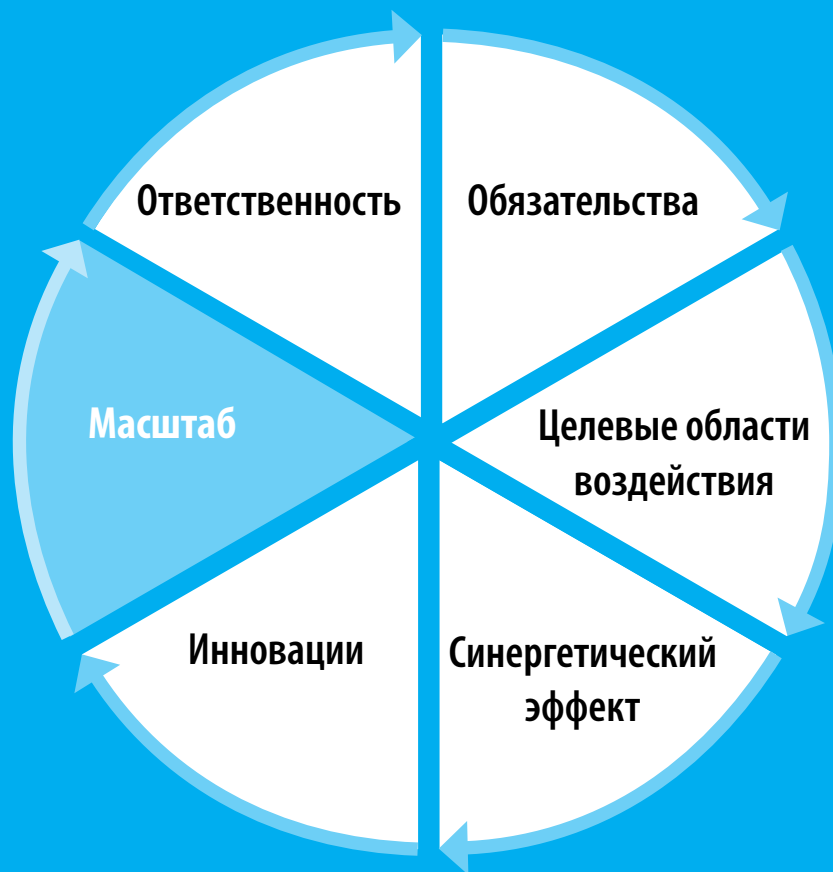 Ответственность
Обязательства
Масштаб
Целевые области
воздействия
Инновации
Синергетический
эффект